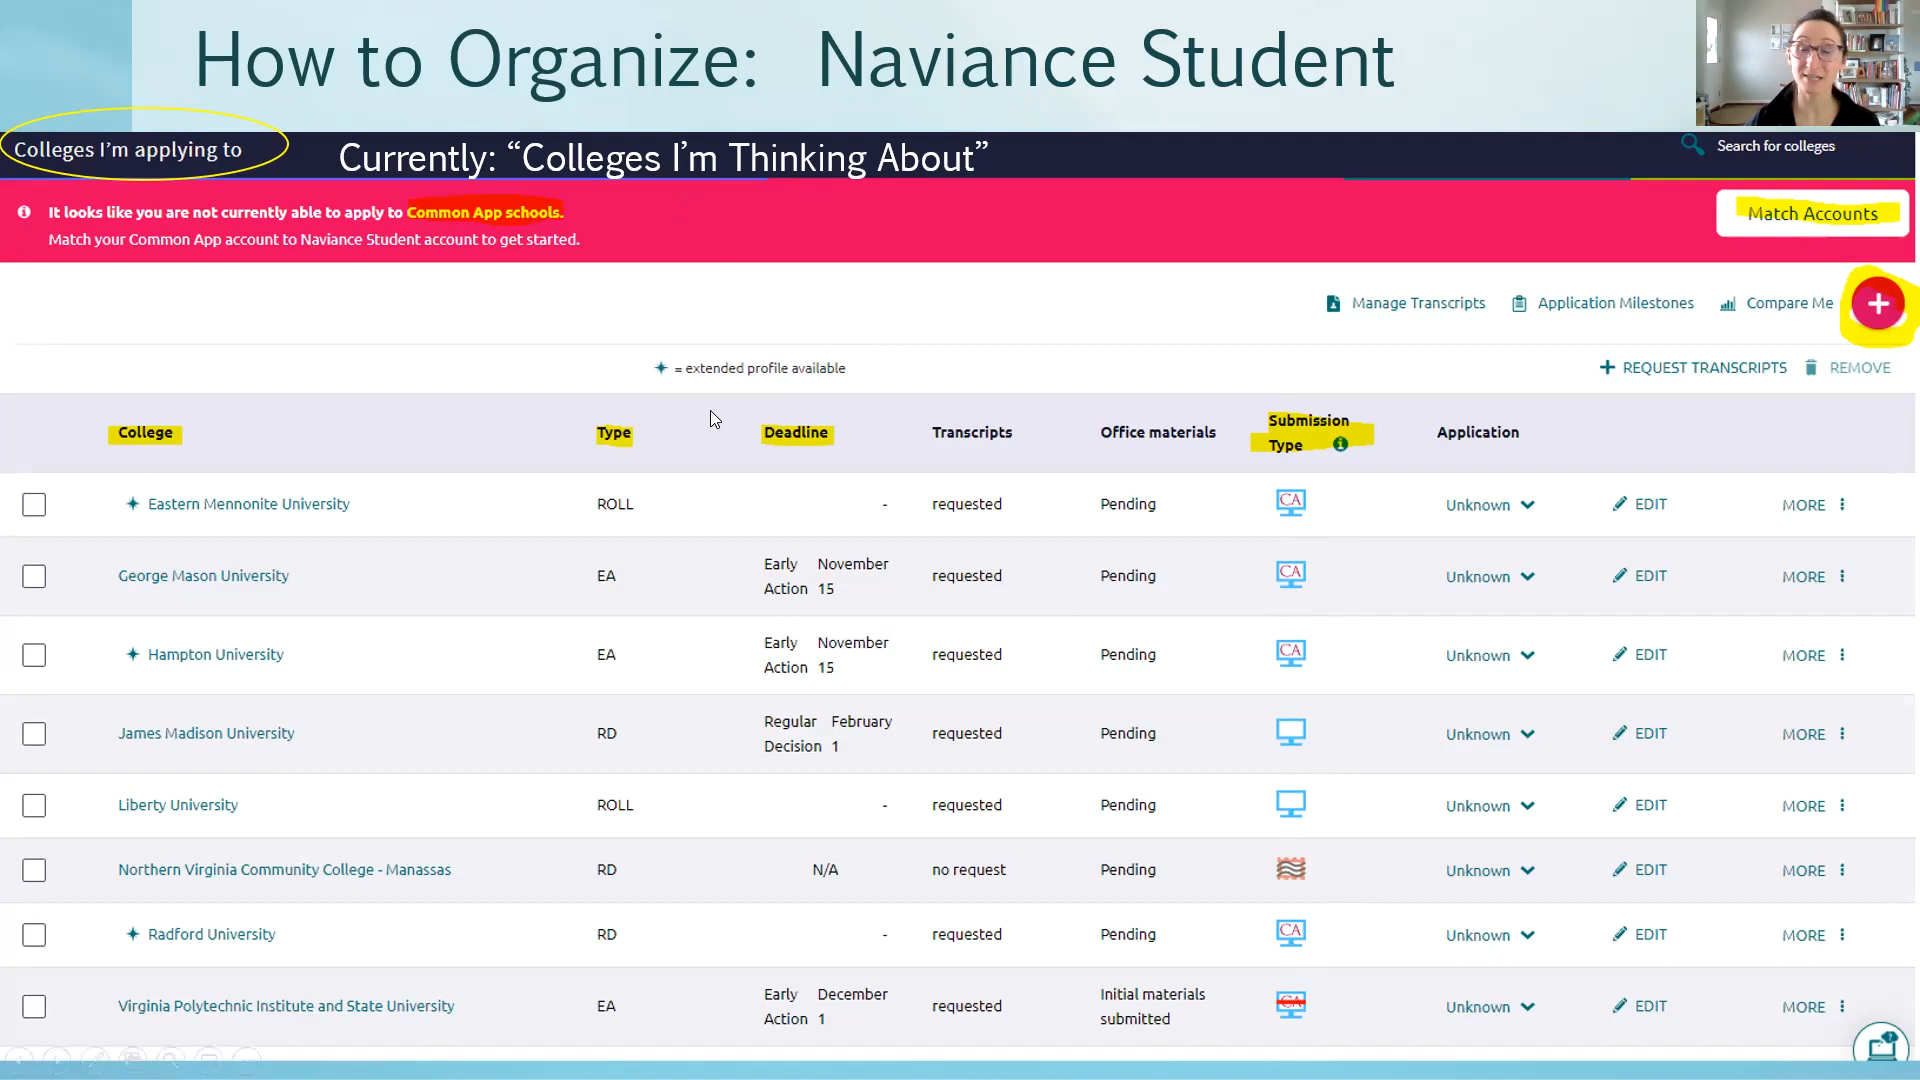 How to Organize: Naviance Student
Colleges I'm applying to
Currently: “Colleges I'm Thinking About”
Search for colleges
It looks like you are not currently able to apply to Common App schools.
Match your Common App account to Naviance Student account to get started.
Match Accounts
Manage Transcripts Application Milestones Compare Me +
= extended profile available
+ REQUEST TRANSCRIPTS REMOVE
College Type Deadline Transcripts Office materials Submission Type Application
Eastern Mennonite University ROLL - requested Pending CA Unknown EDIT MORE
George Mason University EA Early Action November 15 requested Pending CA Unknown EDIT MORE
Hampton University EA Early Action November 15 requested Pending CA Unknown EDIT MORE
James Madison University RD Regular Decision February 1 requested Pending Unknown EDIT MORE
Liberty University ROLL - requested Pending Unknown EDIT MORE
Northern Virginia Community College - Manassas RD N/A no request Pending Unknown EDIT MORE
Radford University RD - requested Pending CA Unknown EDIT MORE
Virginia Polytechnic Institute and State University EA Early Action December 1 requested Initial materials submitted CA Unknown EDIT MORE